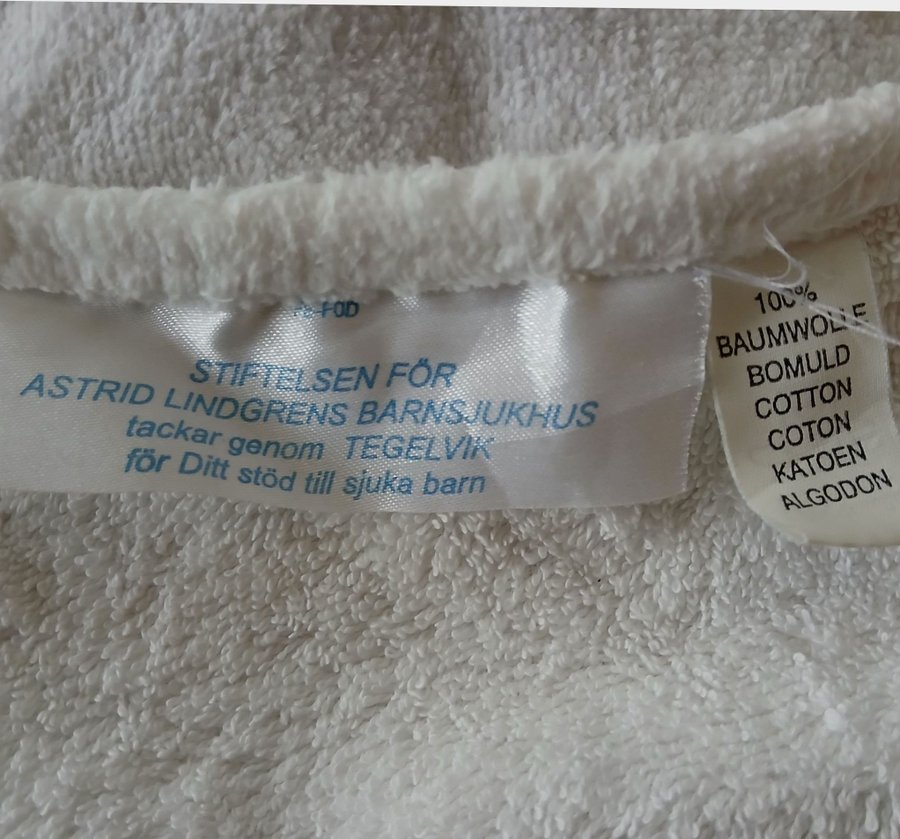 STIFTELSEN FÖR
ASTRID LINDGRENS BARNSJUKHUS
tackar genom TEGELVIK
för Ditt stöd till sjuka barn
100%
BAUMWOLLE
BOMULD
COTTON
COTON
KATOEN
ALGODON